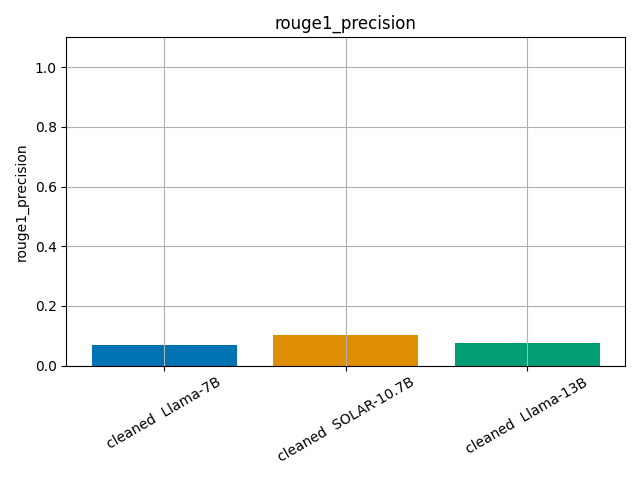 rouge1_precision
rouge1_precision
1.0
0.8
0.6
0.4
0.2
0.0
cleaned  Llama-7B
cleaned  SOLAR-10.7B
cleaned  Llama-13B